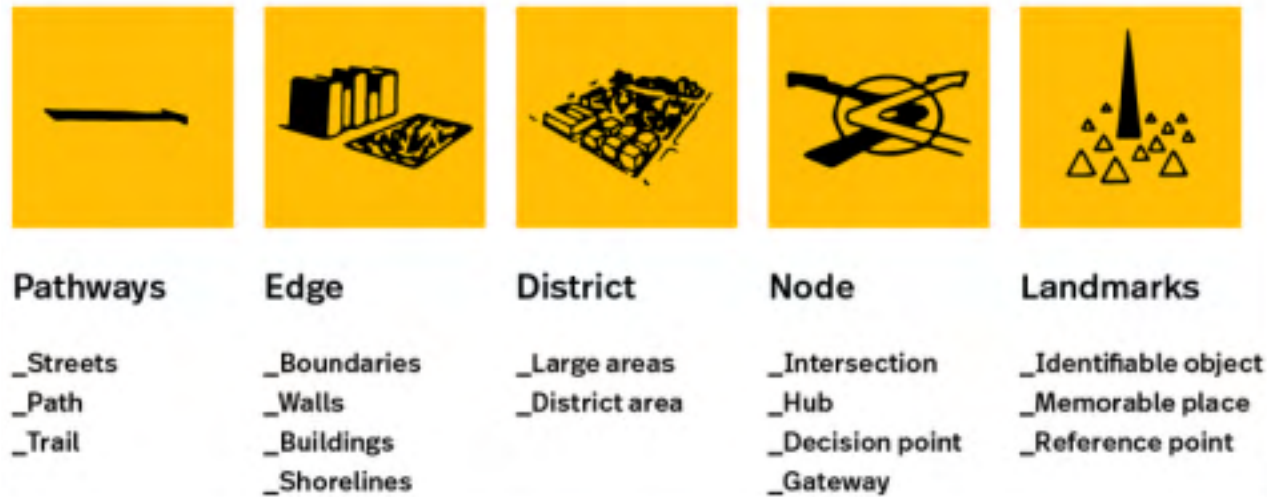 Pathways
_Streets
_Path
_Trail
Edge
_Boundaries
_Walls
_Buildings
_Shorelines
District
_Large areas
_District area
Node
_Intersection
_Hub
_Decision point
_Gateway
Landmarks
_Identifiable object
_Memorable place
_Reference point